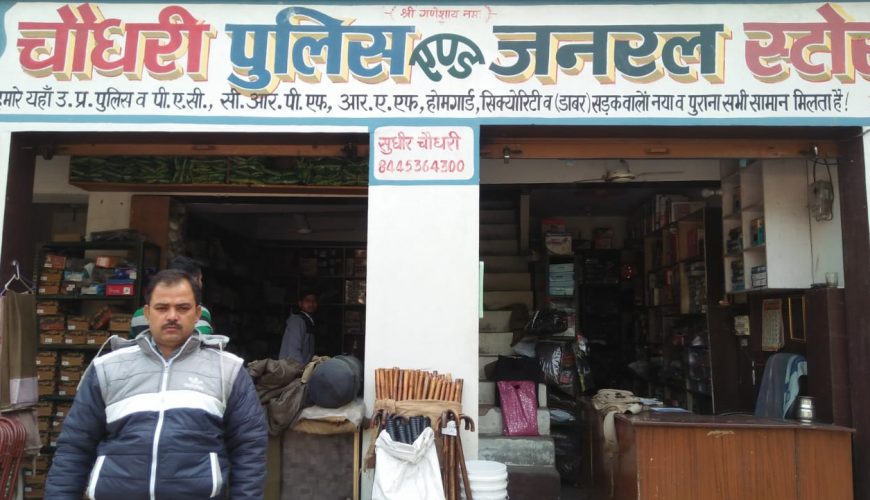 श्री गणेशाय नमः
चौधरी पुलिस एण्ड जनरल स्टोर
हमारे यहाँ उ.प्र.पुलिस व पी.ए.सी., सी.आर.पी.एफ, आर.ए.एफ, होमगार्ड, सिक्योरिटी व (डाबर) सड़क वालों नया व पुराना सभी सामान मिलता है!
सुधीर चौधरी
8445364300